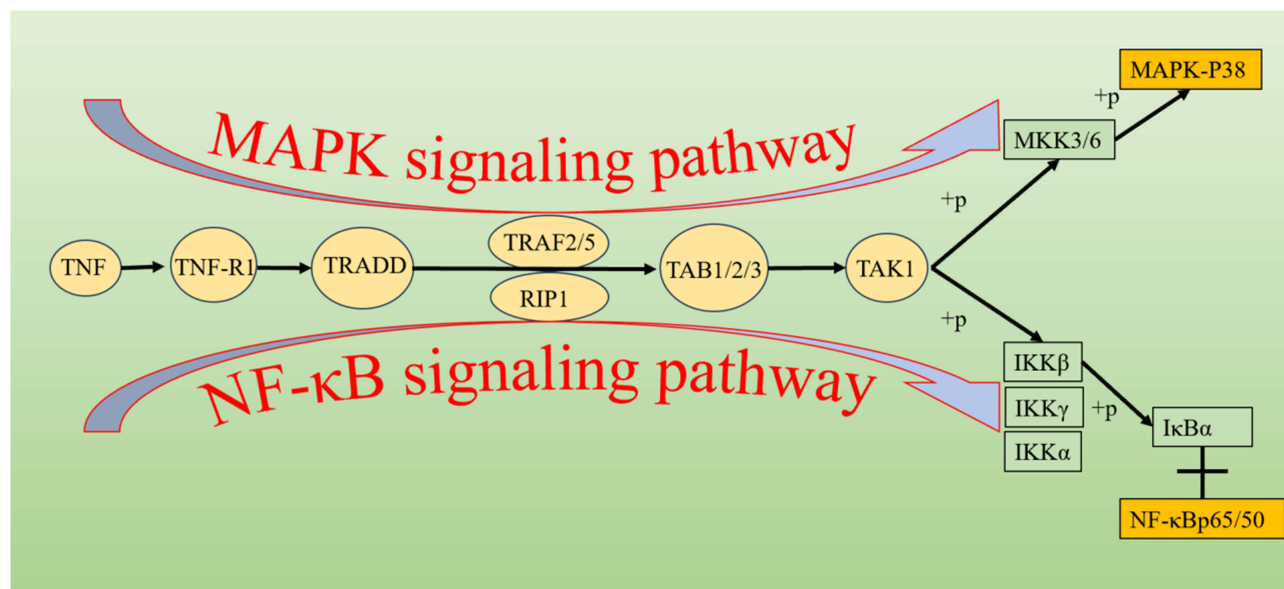 MAPK-P38
+p
MAPK signaling pathway
MKK3/6
+p
TNF
TNF-R1
TRADD
TRAF2/5
RIP1
TAB1/2/3
TAK1
+p
NF-κB signaling pathway
IKKβ
IKKγ
+p
IκBα
IKKα
NF-κBp65/50